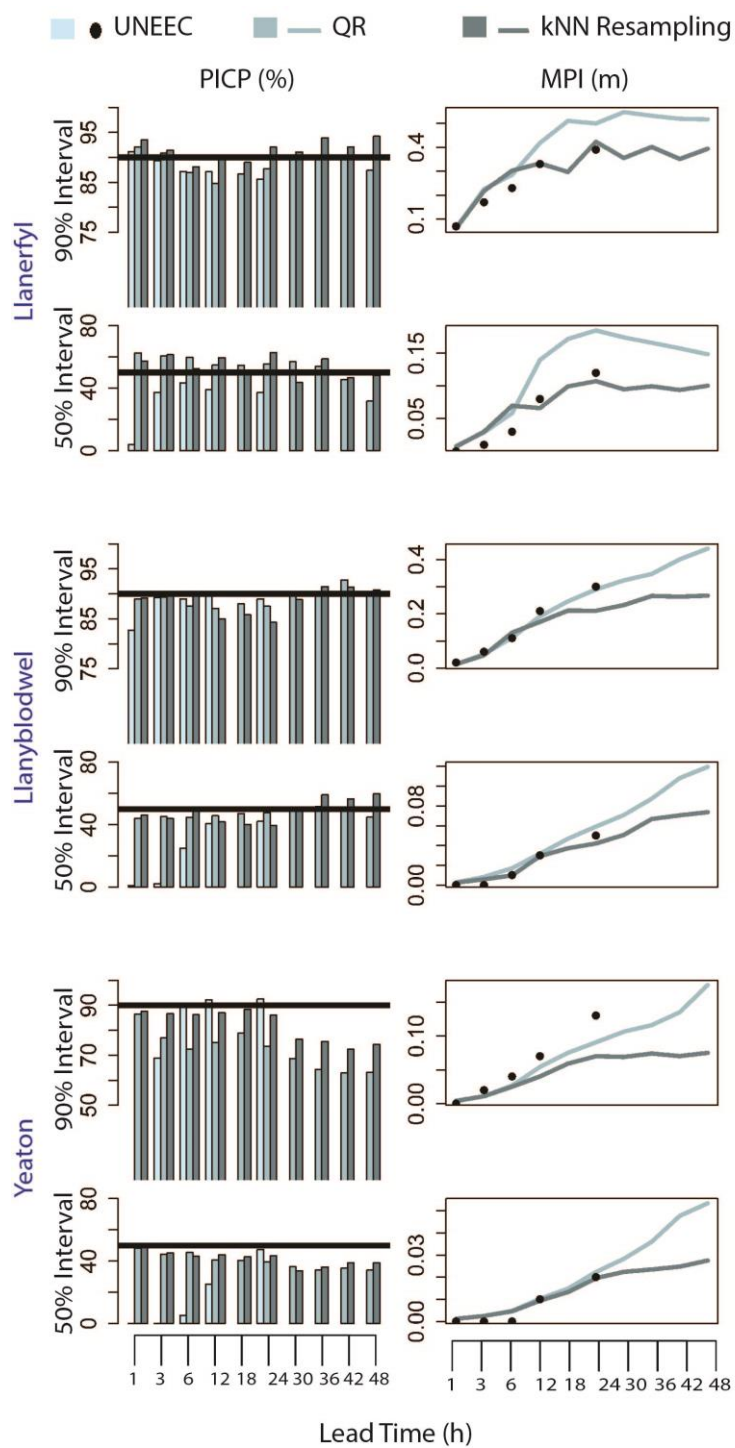 UNEEC QR kNN Resampling
PICP (%) MPI (m)
Llanerfyl
90% Interval
75 85 95
0.1 0.4
50% Interval
0 40 80
0.05 0.15
Llanyblodwel
90% Interval
75 85 95
0.0 0.2 0.4
50% Interval
0 40 80
0.00 0.08
Yeaton
90% Interval
50 70 90
0.00 0.10
50% Interval
0 40 80
0.00 0.03
1 3 6 12 18 24 30 36 42 48
1 3 6 12 18 24 30 36 42 48
Lead Time (h)